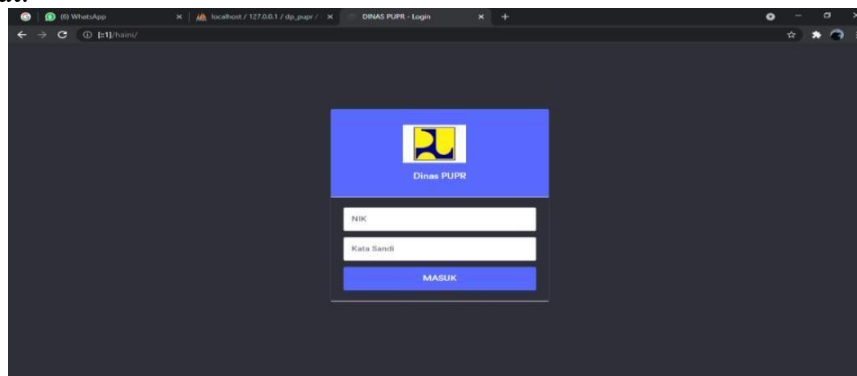 (6) WhatsApp
localhost / 127.0.0.1 / dp_pupr /
DINAS PUPR - Login
[::1]/haini/
Dinas PUPR
NIK
Kata Sandi
MASUK